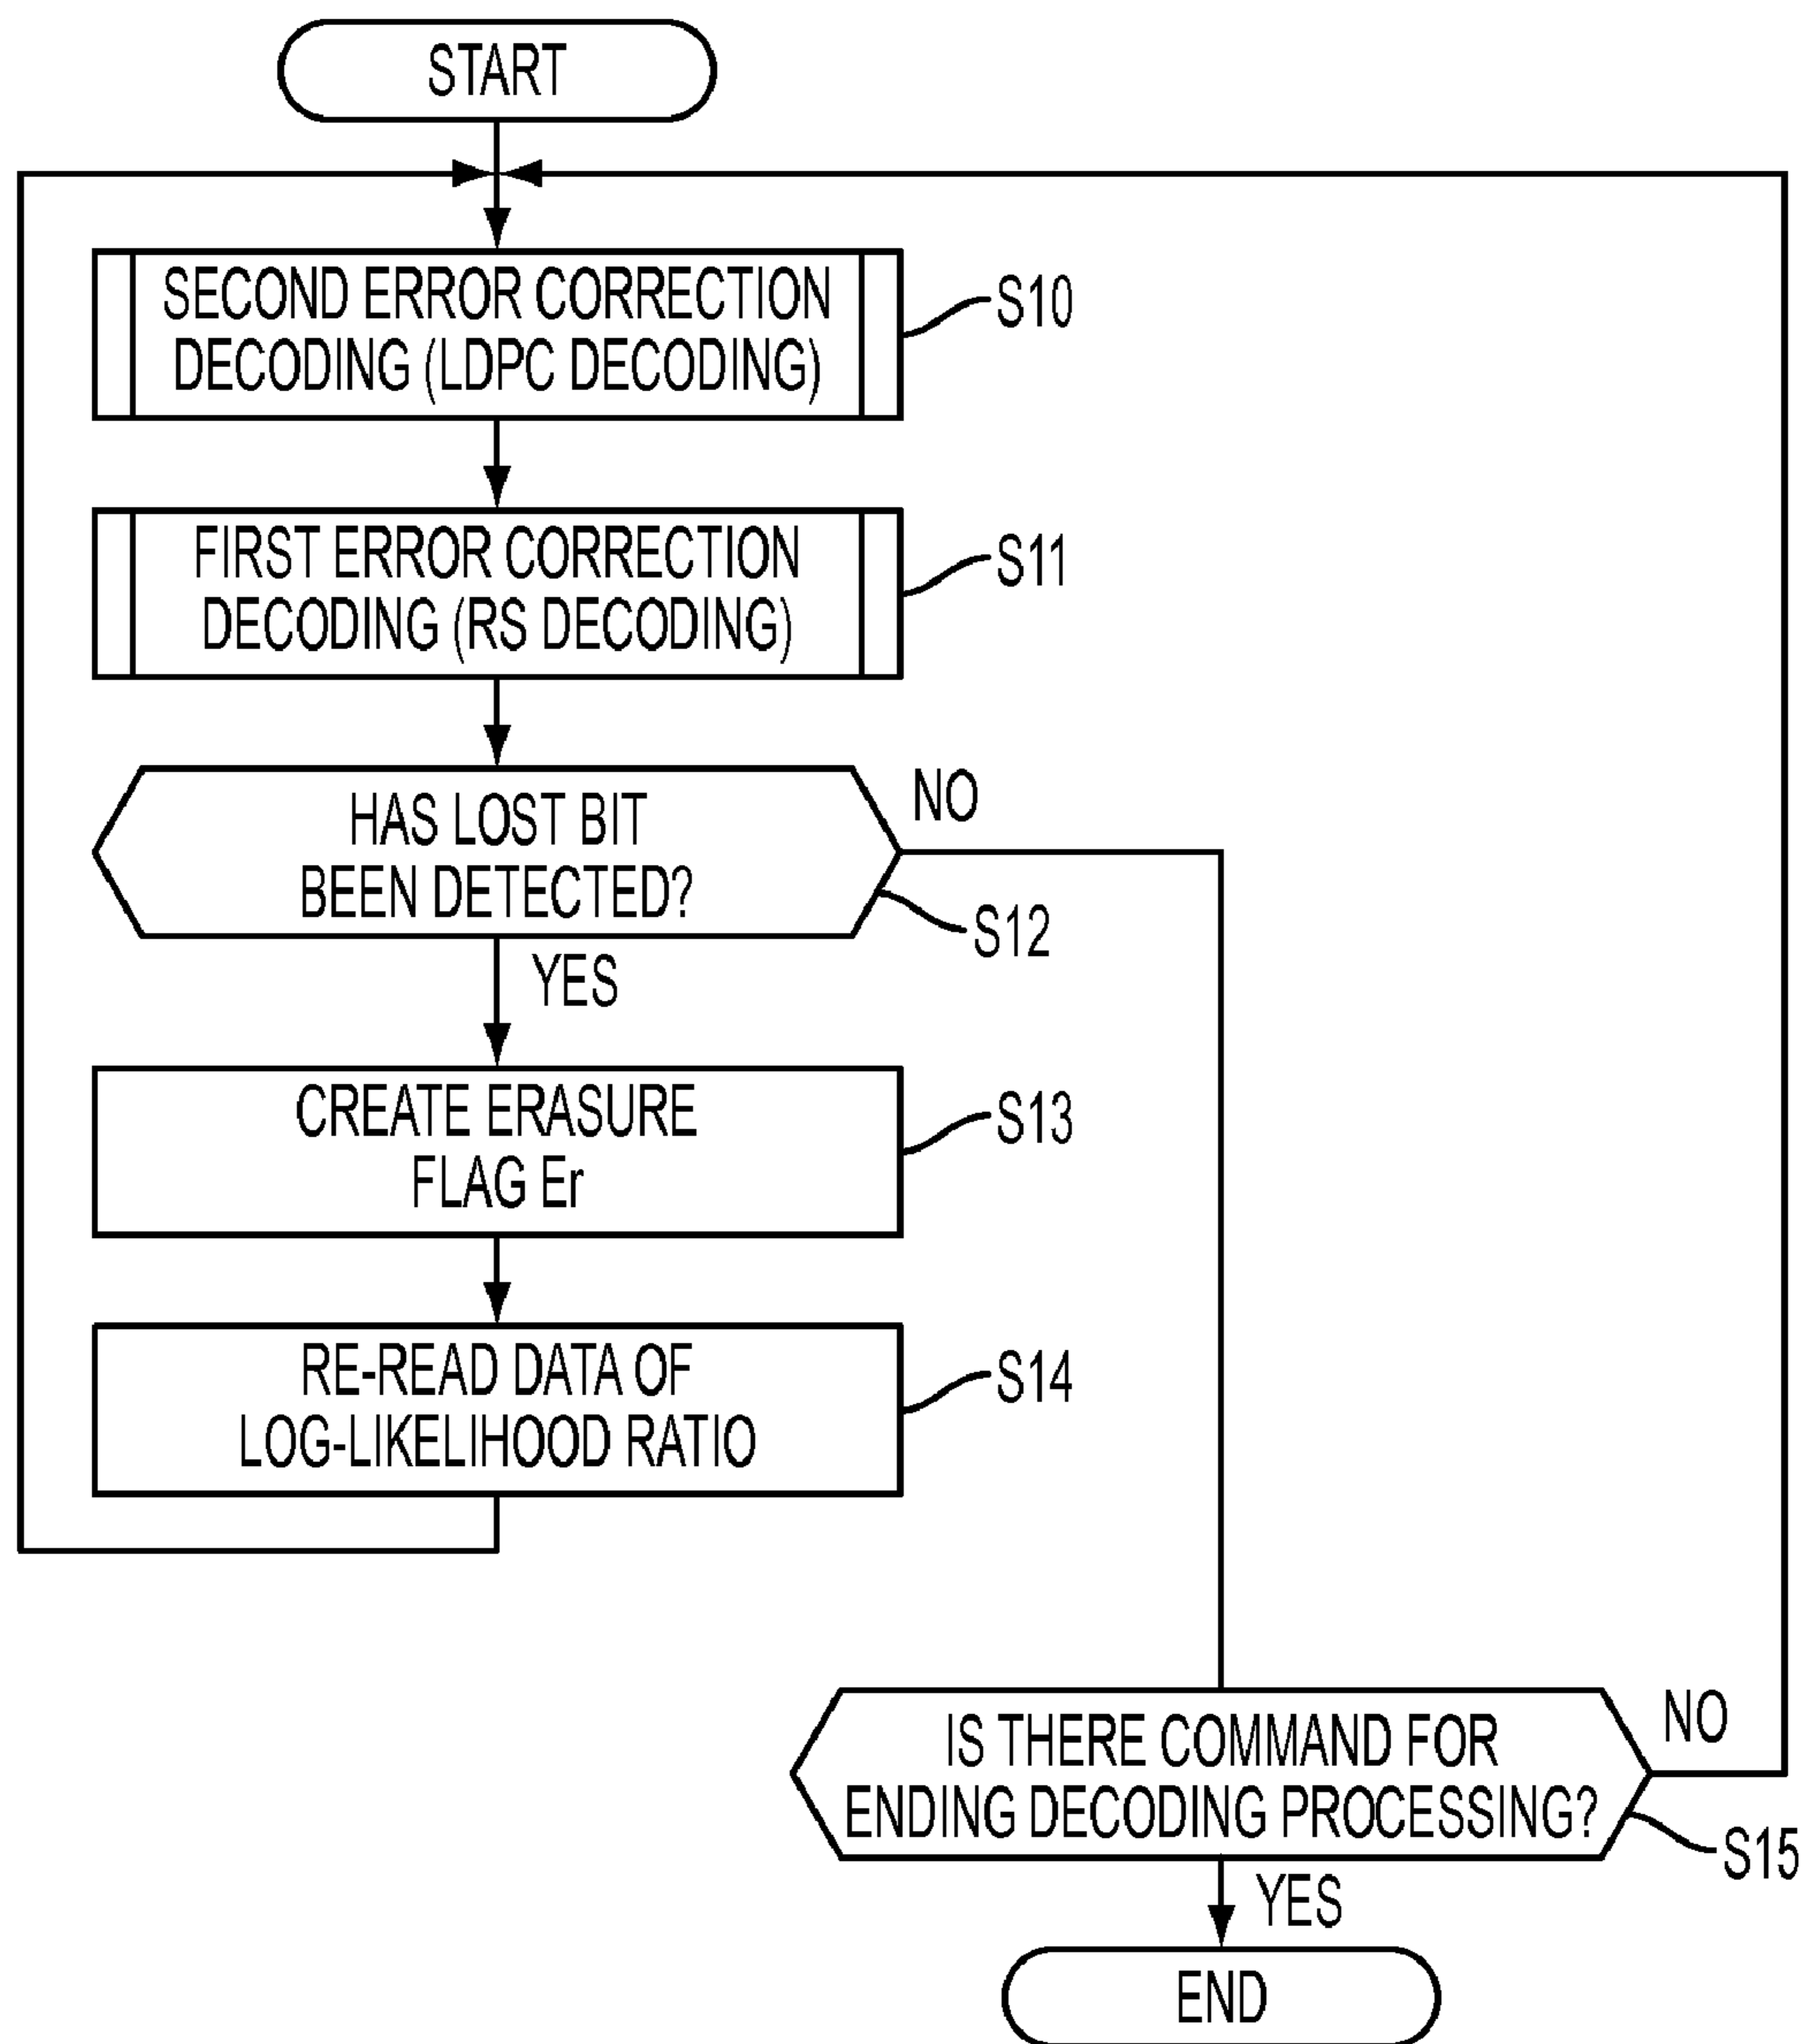 START
SECOND ERROR CORRECTION
DECODING (LDPC DECODING)
S10
FIRST ERROR CORRECTION
DECODING (RS DECODING)
S11
HAS LOST BIT
BEEN DETECTED?
NO
S12
YES
CREATE ERASURE
FLAG Er
S13
RE-READ DATA OF
LOG-LIKELIHOOD RATIO
S14
IS THERE COMMAND FOR
ENDING DECODING PROCESSING?
NO
S15
YES
END